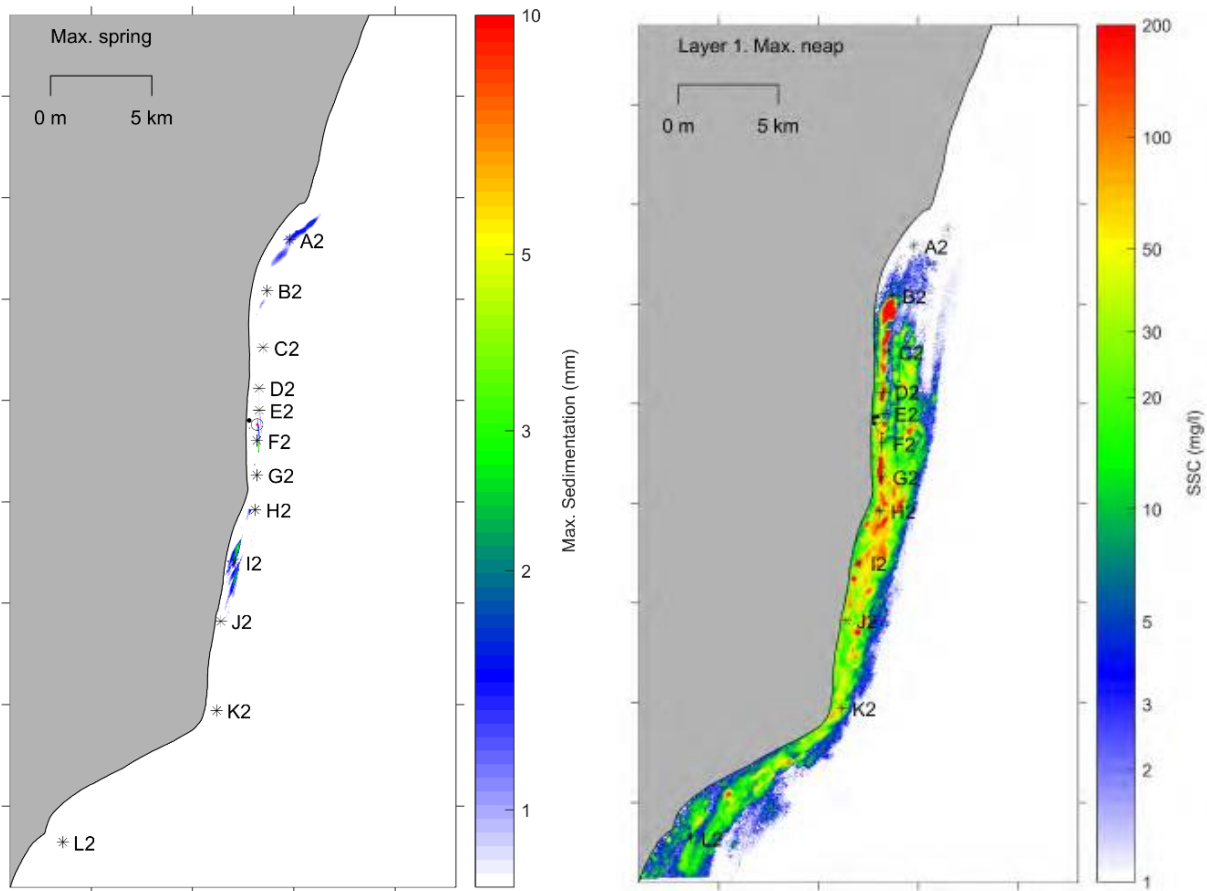 Max. spring
0 m 5 km
A2
B2
C2
D2
E2
F2
G2
H2
I2
J2
K2
L2
10
5
3
2
1
Max. Sedimentation (mm)
Layer 1. Max. neap
0 m 5 km
A2
B2
C2
D2
E2
F2
G2
H2
I2
J2
K2
L2
200
100
50
30
20
10
5
3
2
1
SSC (mg/l)